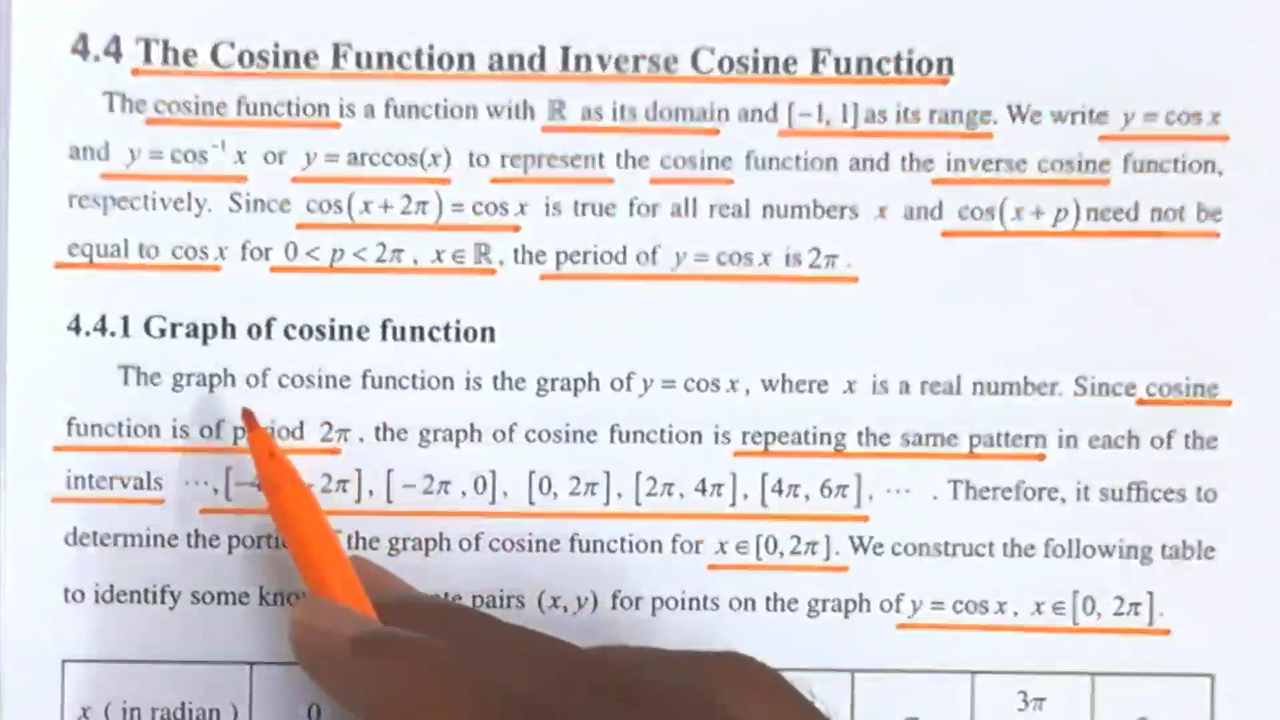 4.4 The Cosine Function and Inverse Cosine Function
The cosine function is a function with ℝ as its domain and [−1, 1] as its range. We write y = cos x
and y = cos⁻¹ x or y = arccos(x) to represent the cosine function and the inverse cosine function,
respectively. Since cos(x + 2π) = cos x is true for all real numbers x and cos(x + p) need not be
equal to cos x for 0 < p < 2π, x ∈ ℝ, the period of y = cos x is 2π.
4.4.1 Graph of cosine function
The graph of cosine function is the graph of y = cos x, where x is a real number. Since cosine
function is of period 2π, the graph of cosine function is repeating the same pattern in each of the
intervals ⋯, [−4 2π], [−2π, 0], [0, 2π], [2π, 4π], [4π, 6π], ⋯ . Therefore, it suffices to
determine the the graph of cosine function for x ∈ [0, 2π]. We construct the following table
to identify some pairs (x, y) for points on the graph of y = cos x, x ∈ [0, 2π].
x ( in radian ) 0 3π